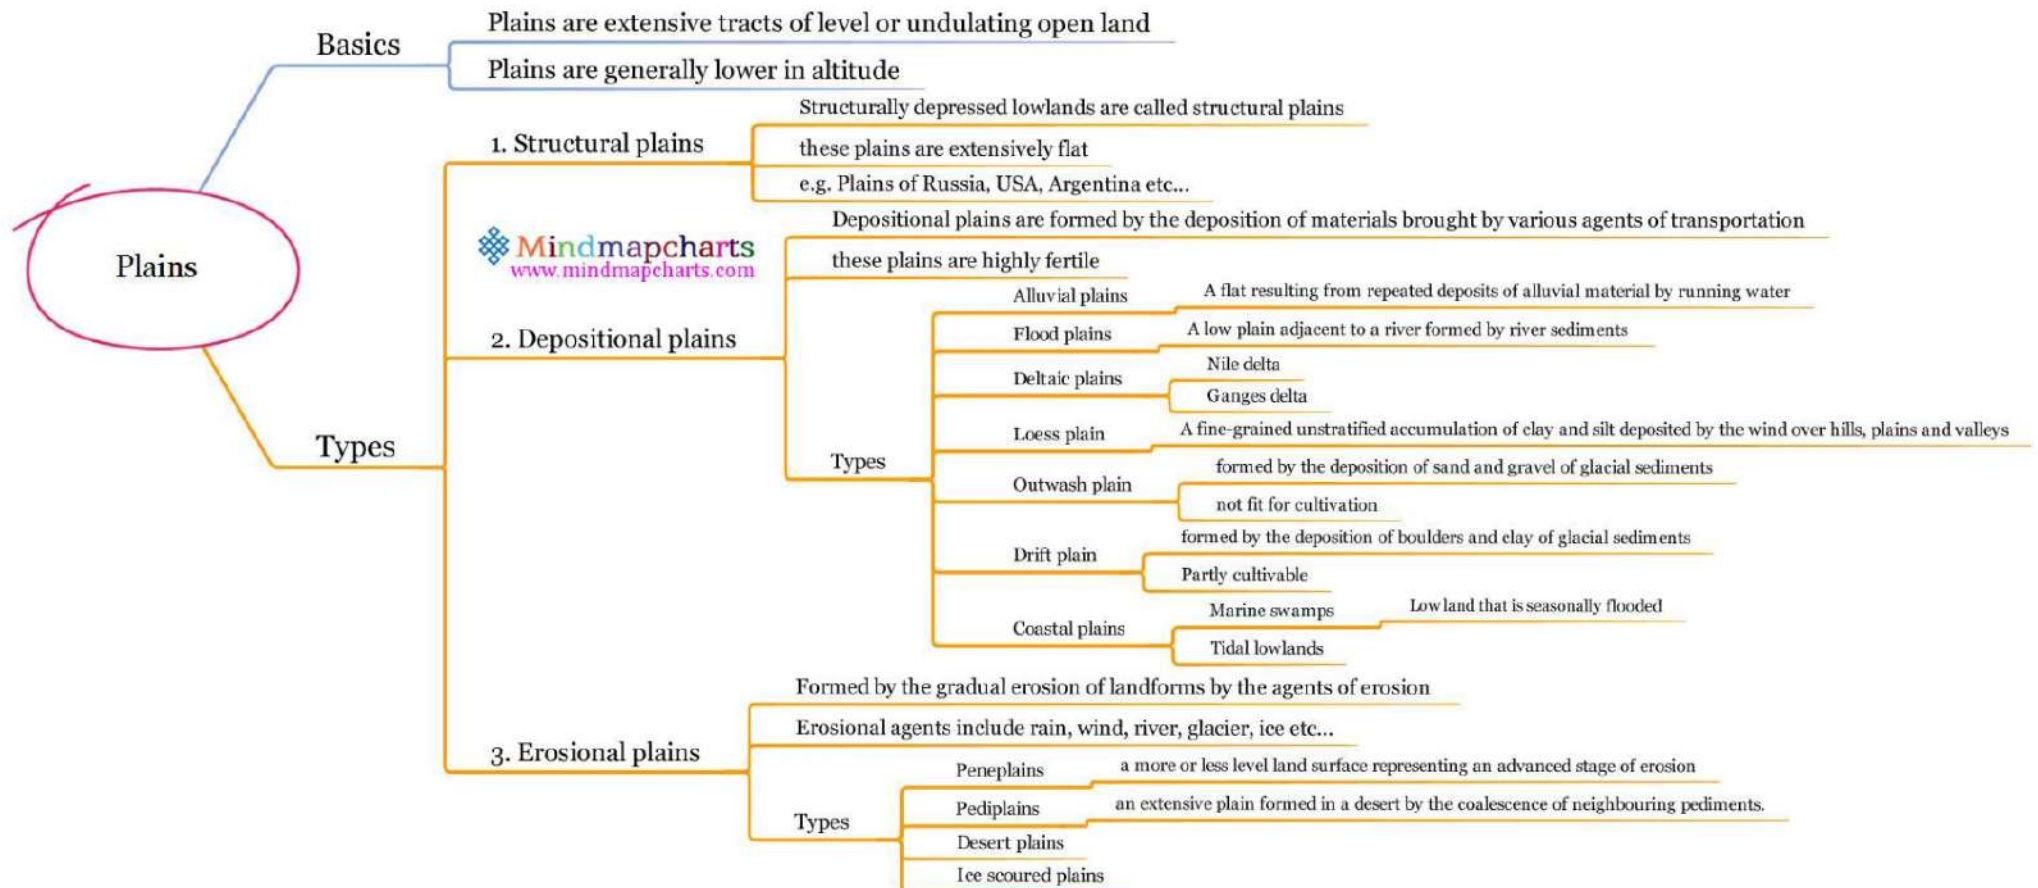 Plains are extensive tracts of level or undulating open land
Basics
Plains are generally lower in altitude
Structurally depressed lowlands are called structural plains
1. Structural plains
these plains are extensively flat
e.g. Plains of Russia, USA, Argentina etc...
Depositional plains are formed by the deposition of materials brought by various agents of transportation
Mindmapcharts
www.mindmapcharts.com
these plains are highly fertile
Plains
Alluvial plains
A flat resulting from repeated deposits of alluvial material by running water
2. Depositional plains
Flood plains
A low plain adjacent to a river formed by river sediments
Deltaic plains
Nile delta
Ganges delta
Types
Loess plain
A fine-grained unstratified accumulation of clay and silt deposited by the wind over hills, plains and valleys
Types
Outwash plain
formed by the deposition of sand and gravel of glacial sediments
not fit for cultivation
Drift plain
formed by the deposition of boulders and clay of glacial sediments
Partly cultivable
Coastal plains
Marine swamps
Low land that is seasonally flooded
Tidal lowlands
Formed by the gradual erosion of landforms by the agents of erosion
Erosional agents include rain, wind, river, glacier, ice etc...
3. Erosional plains
Peneplains
a more or less level land surface representing an advanced stage of erosion
Types
Pediplains
an extensive plain formed in a desert by the coalescence of neighbouring pediments.
Desert plains
Ice scoured plains